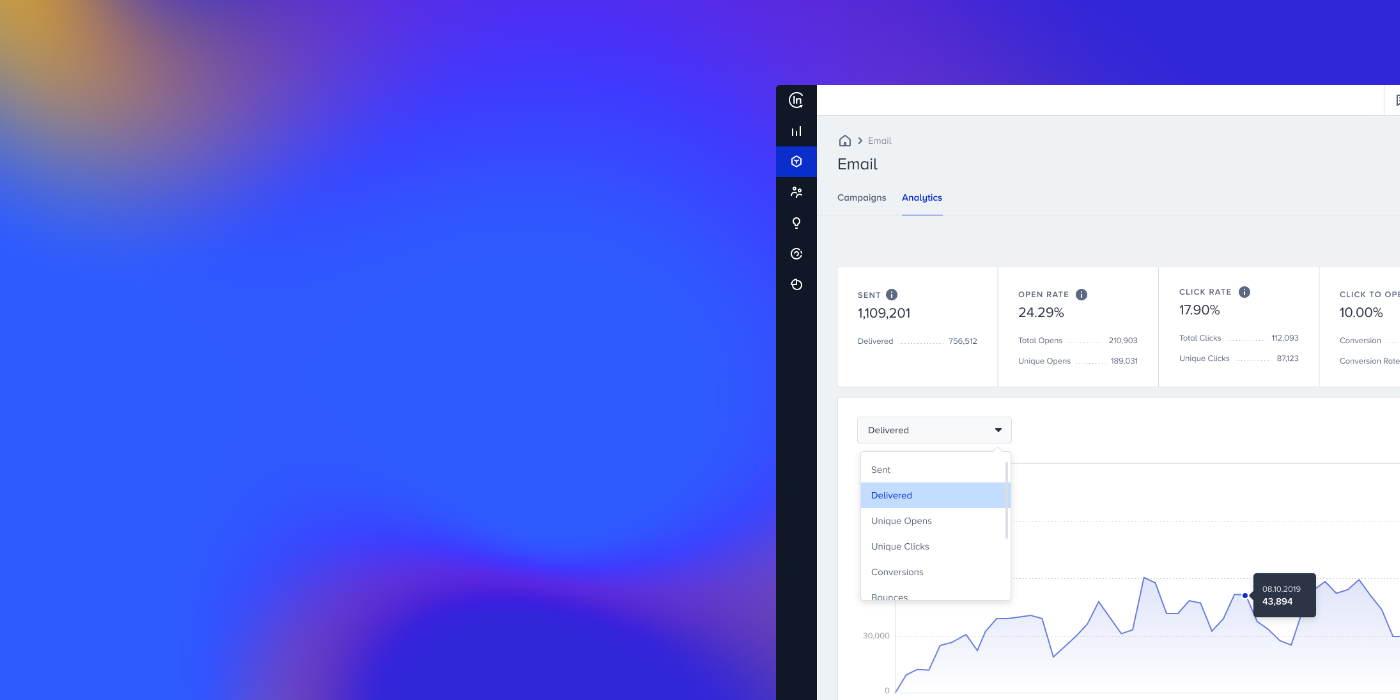 In
Email
Email
Campaigns Analytics
SENT
1,109,201
Delivered 756,512
OPEN RATE
24.29%
Total Opens 210,903
Unique Opens 189,031
CLICK RATE
17.90%
Total Clicks 112,093
Unique Clicks 87,123
CLICK TO OPE
10.00%
Conversion
Conversion Rate
Delivered
Sent
Delivered
Unique Opens
Unique Clicks
Conversions
Bounces
08.10.2019
43,894
30,000
0